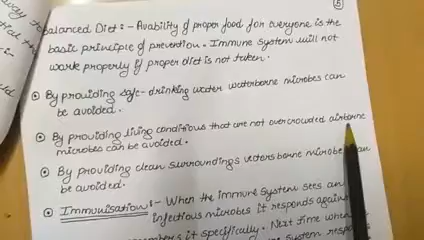 5
balanced Diet :- Avability of proper food for everyone is the
basic principle of prevention. Immune system will not
work properly if proper diet is not taken.
By providing safe-drinking water waterborne microbes can
be avoided.
By providing living conditions that are not overcrowded airborne
microbes can be avoided.
By providing clean surroundings vectors borne microbe can
be avoided.
Immunisation :- When the immune system sees an
infectious microbes it responds against
it specifically. Next time when
system